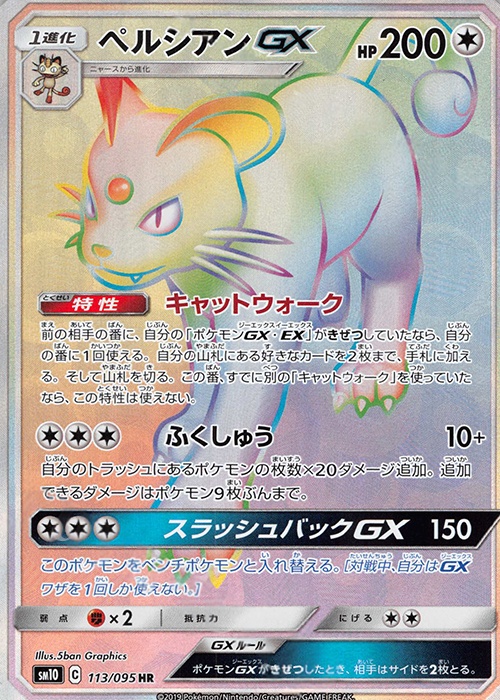 1進化 ペルシアンGX HP200
ニャースから進化
とくせい
特性 キャットウォーク
前の相手の番に、自分の「ポケモンGX・EX」がきぜつしていたなら、自分
の番に1回使える。自分の山札にある好きなカードを2枚まで、手札に加え
る。そして山札を切る。この番、すでに別の「キャットウォーク」を使っていた
なら、この特性は使えない。
ふくしゅう 10+
自分のトラッシュにあるポケモンの枚数×20ダメージ追加。追加
できるダメージはポケモン9枚ぶんまで。
スラッシュバックGX 150
このポケモンをベンチポケモンと入れ替える。[対戦中、自分はGX
ワザを1回しか使えない。]
弱点 ×2 抵抗力 にげる
GXルール
ポケモンGXがきぜつしたとき、相手はサイドを2枚とる。
Illus.5ban Graphics
sm10 C 113/095 HR
©2019 Pokémon/Nintendo/Creatures/GAMEFREAK.